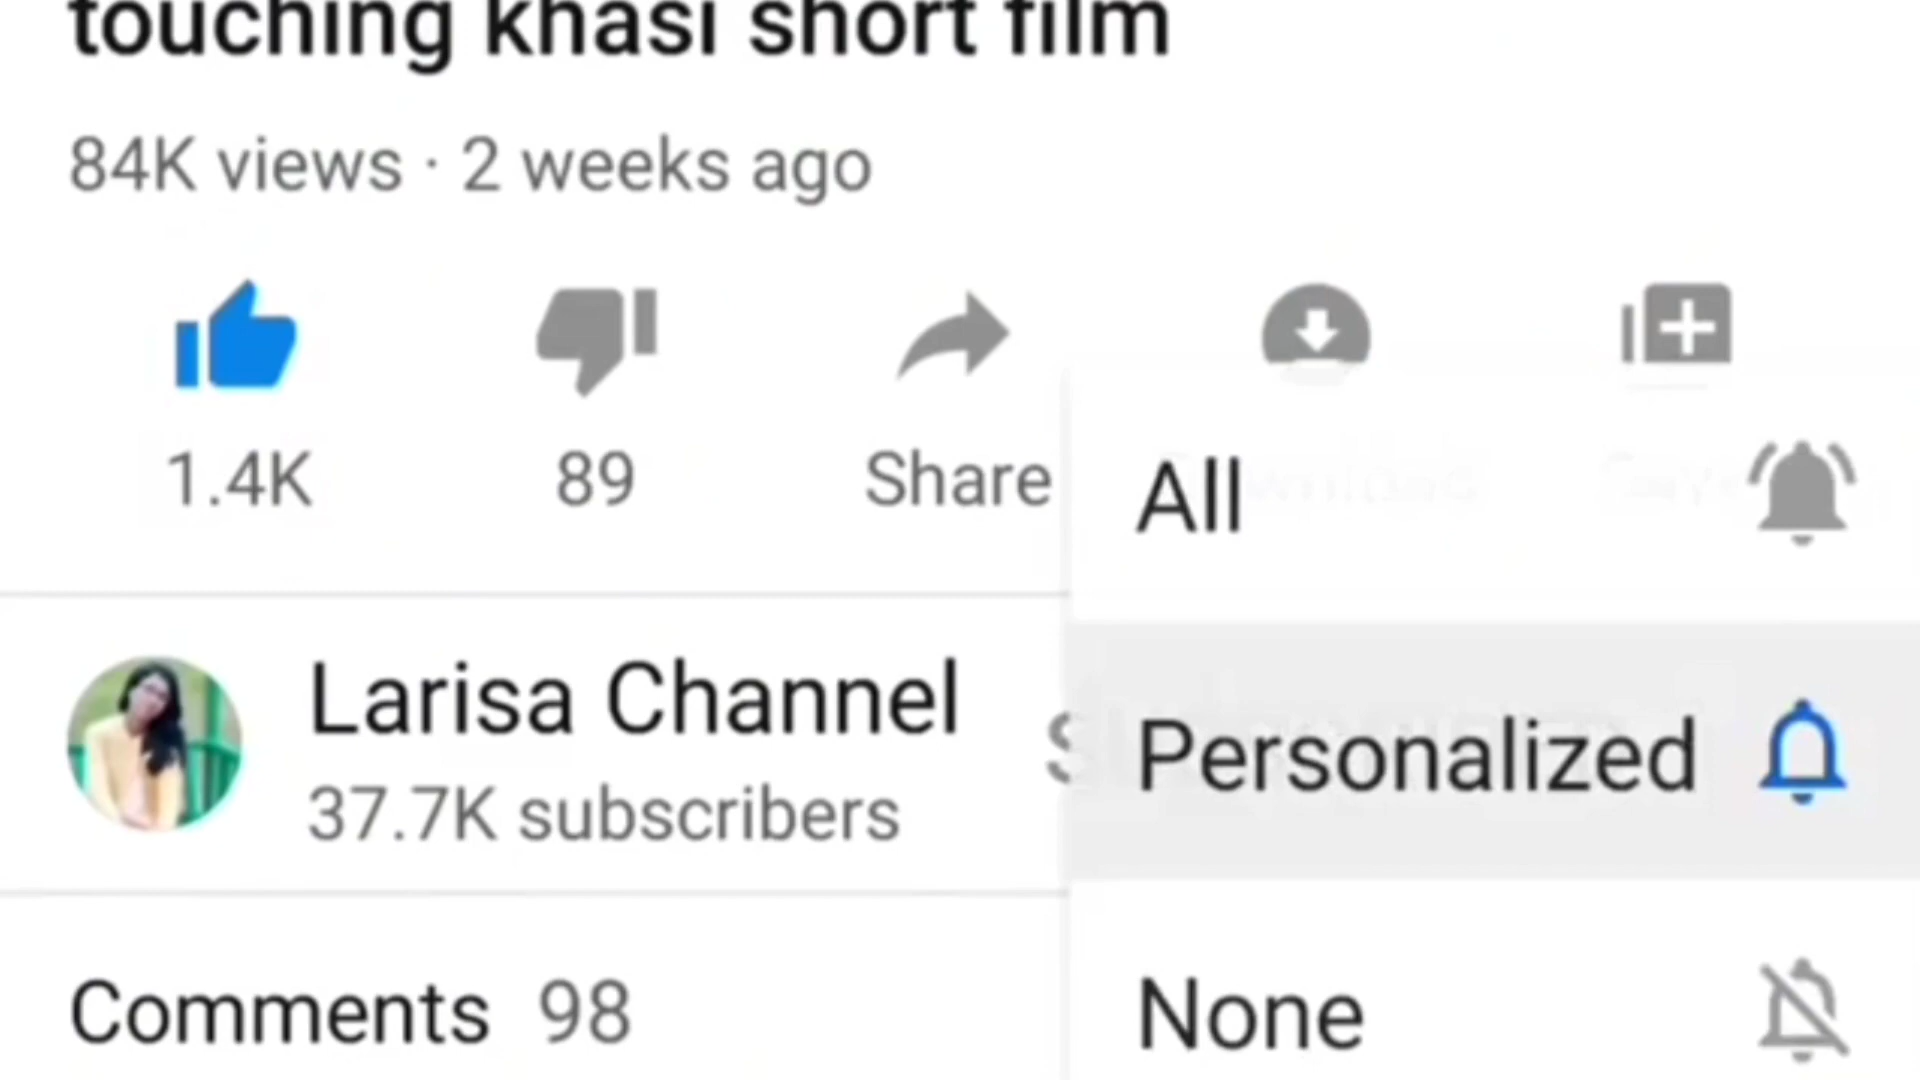 touching khasi short film
84K views · 2 weeks ago
1.4K
89
Share
All
Larisa Channel
37.7K subscribers
Personalized
Comments 98
None